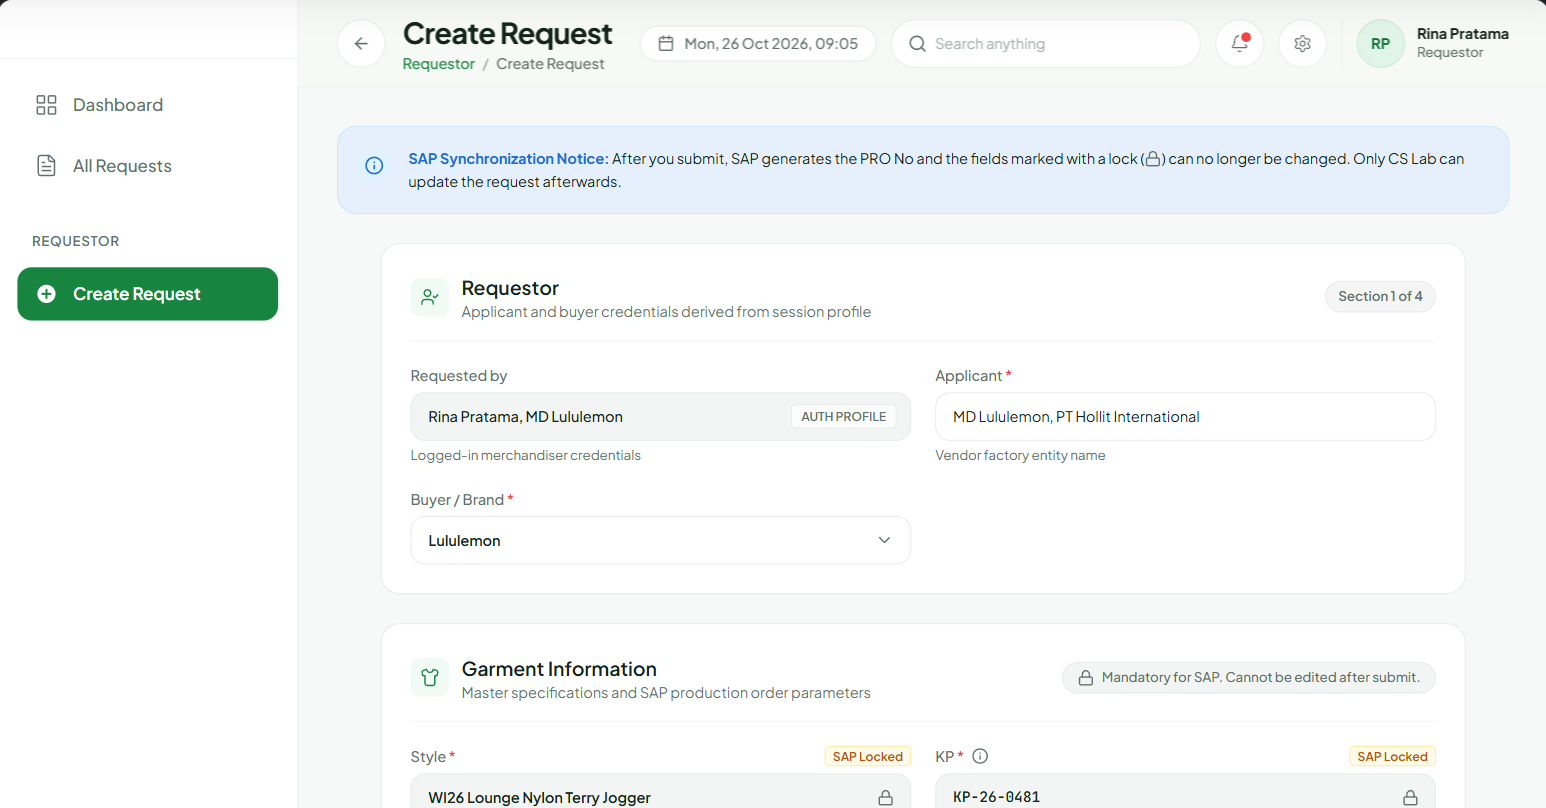 Create Request
Requestor / Create Request
Mon, 26 Oct 2026, 09:05
Search anything
RP
Rina Pratama
Requestor
Dashboard
All Requests
REQUESTOR
Create Request
SAP Synchronization Notice: After you submit, SAP generates the PRO No and the fields marked with a lock () can no longer be changed. Only CS Lab can
update the request afterwards.
Requestor
Applicant and buyer credentials derived from session profile
Section 1 of 4
Requested by
Rina Pratama, MD Lululemon
AUTH PROFILE
Logged-in merchandiser credentials
Applicant *
MD Lululemon, PT Hollit International
Vendor factory entity name
Buyer / Brand *
Lululemon
Garment Information
Master specifications and SAP production order parameters
Mandatory for SAP. Cannot be edited after submit.
Style *
SAP Locked
WI26 Lounge Nylon Terry Jogger
KP *
SAP Locked
KP-26-0481